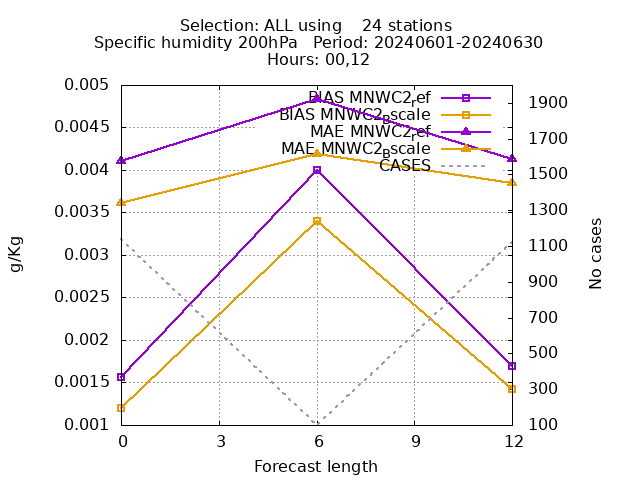 Selection: ALL using    24 stations
Specific humidity 200hPa   Period: 20240601-20240630
Hours: 00,12
BIAS MNWC2_ref
BIAS MNWC2_Bscale
MAE MNWC2_ref
MAE MNWC2_Bscale
CASES
0.005
0.0045
0.004
0.0035
0.003
0.0025
0.002
0.0015
0.001
g/Kg
1900
1700
1500
1300
1100
900
700
500
300
100
No cases
0 3 6 9 12
Forecast length